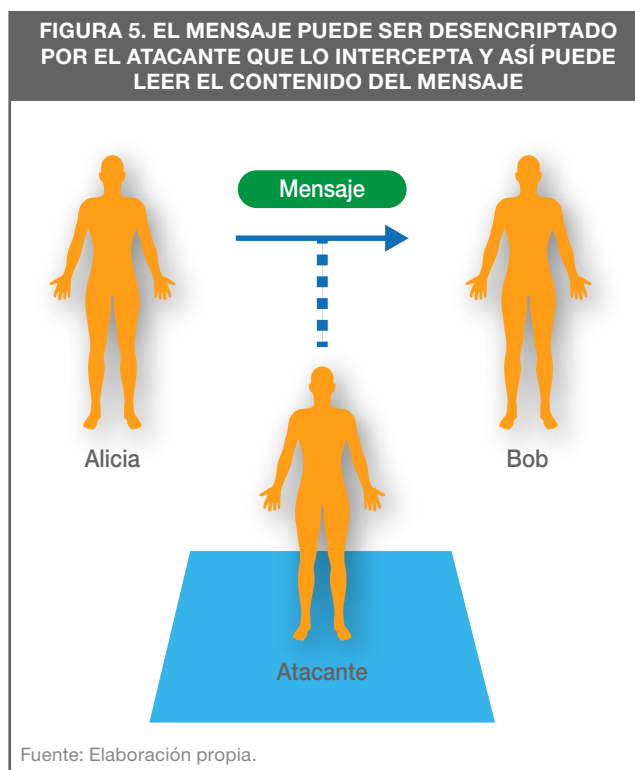 FIGURA 5. EL MENSAJE PUEDE SER DESENCRIPTADO
POR EL ATACANTE QUE LO INTERCEPTA Y ASÍ PUEDE
LEER EL CONTENIDO DEL MENSAJE
Mensaje
Alicia
Bob
Atacante
Fuente: Elaboración propia.